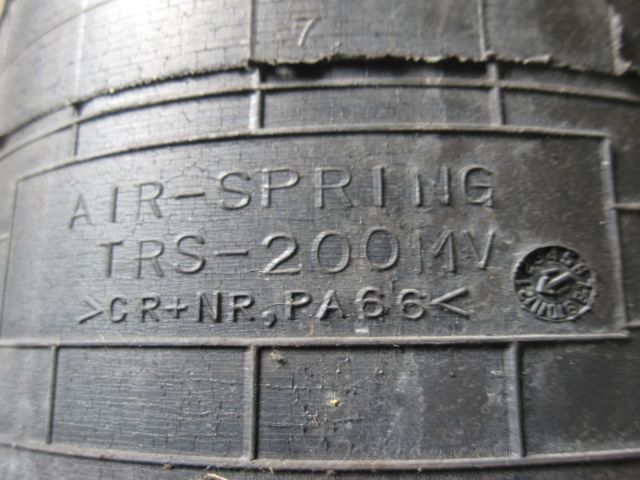 7
AIR-SPRING
TRS-200MV
>CR+NR,PA66<